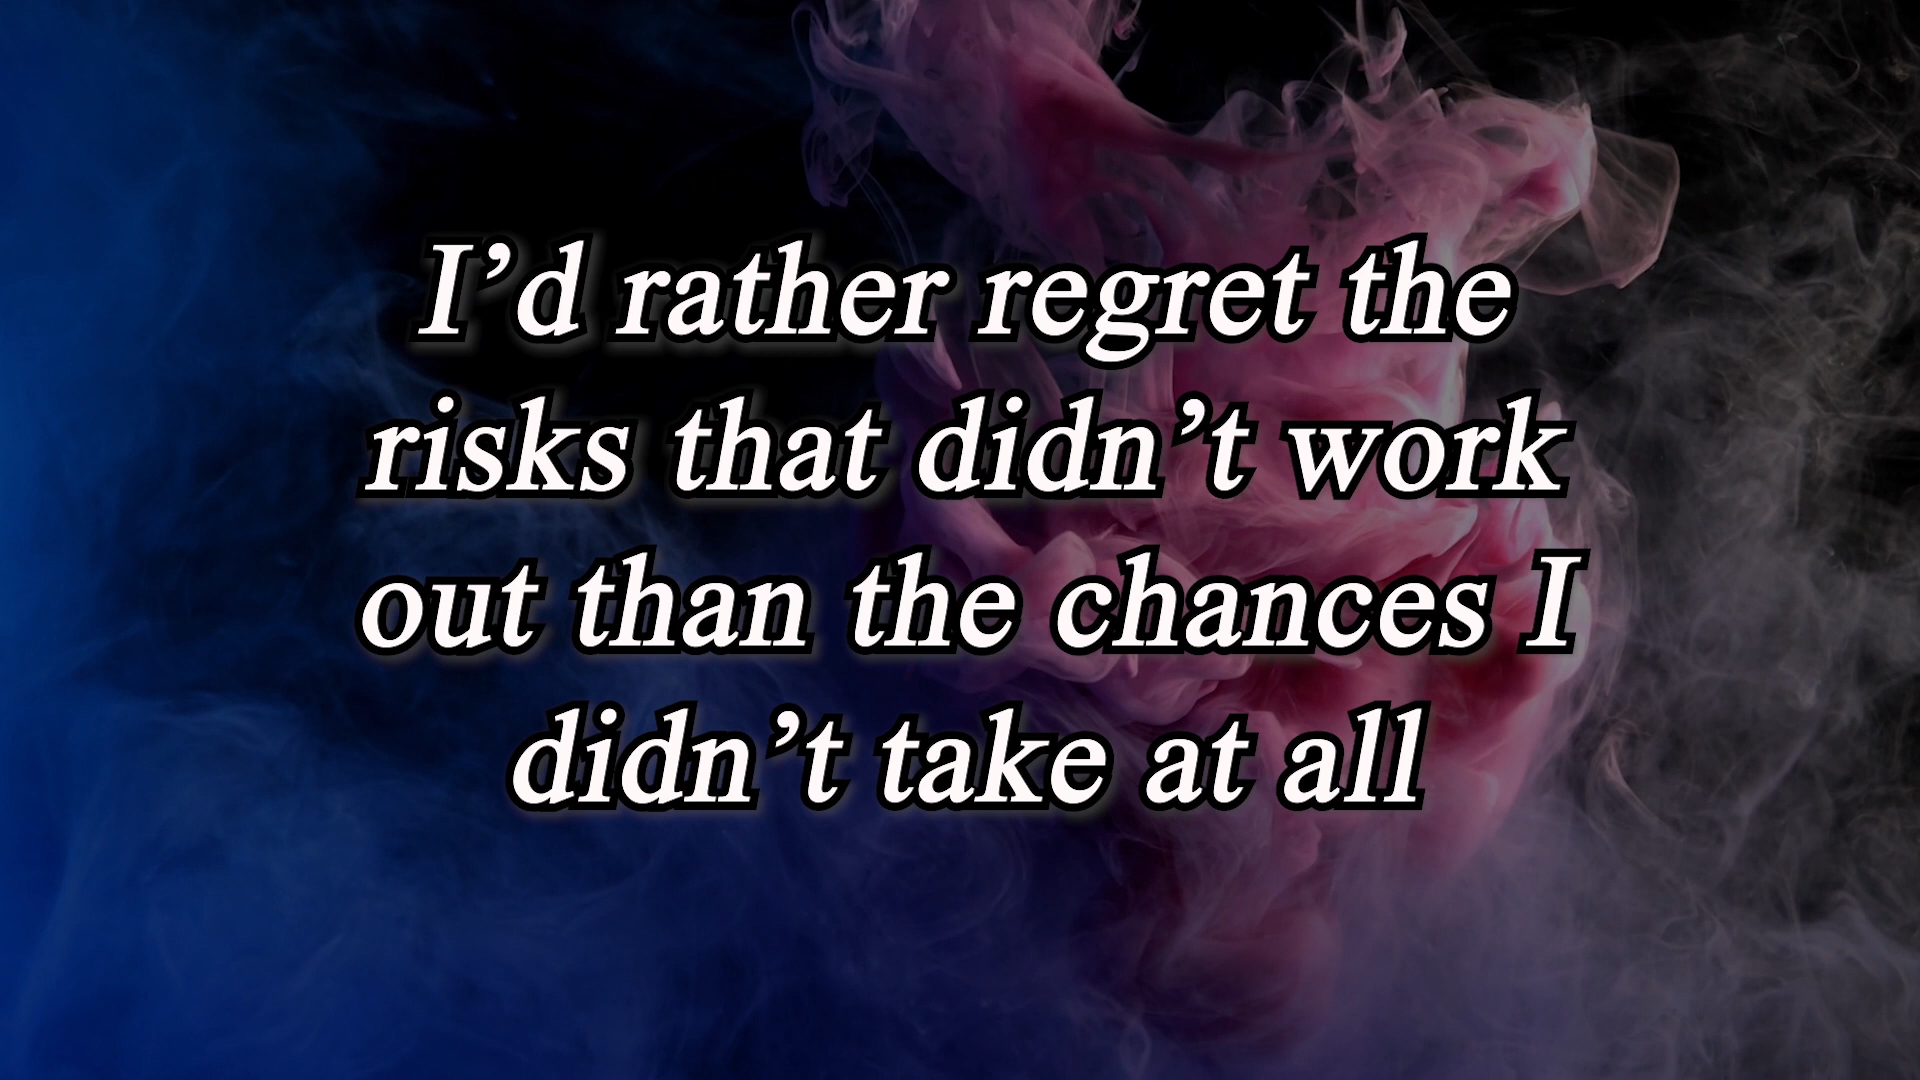 I’d rather regret the
risks that didn’t work
out than the chances I
didn’t take at all